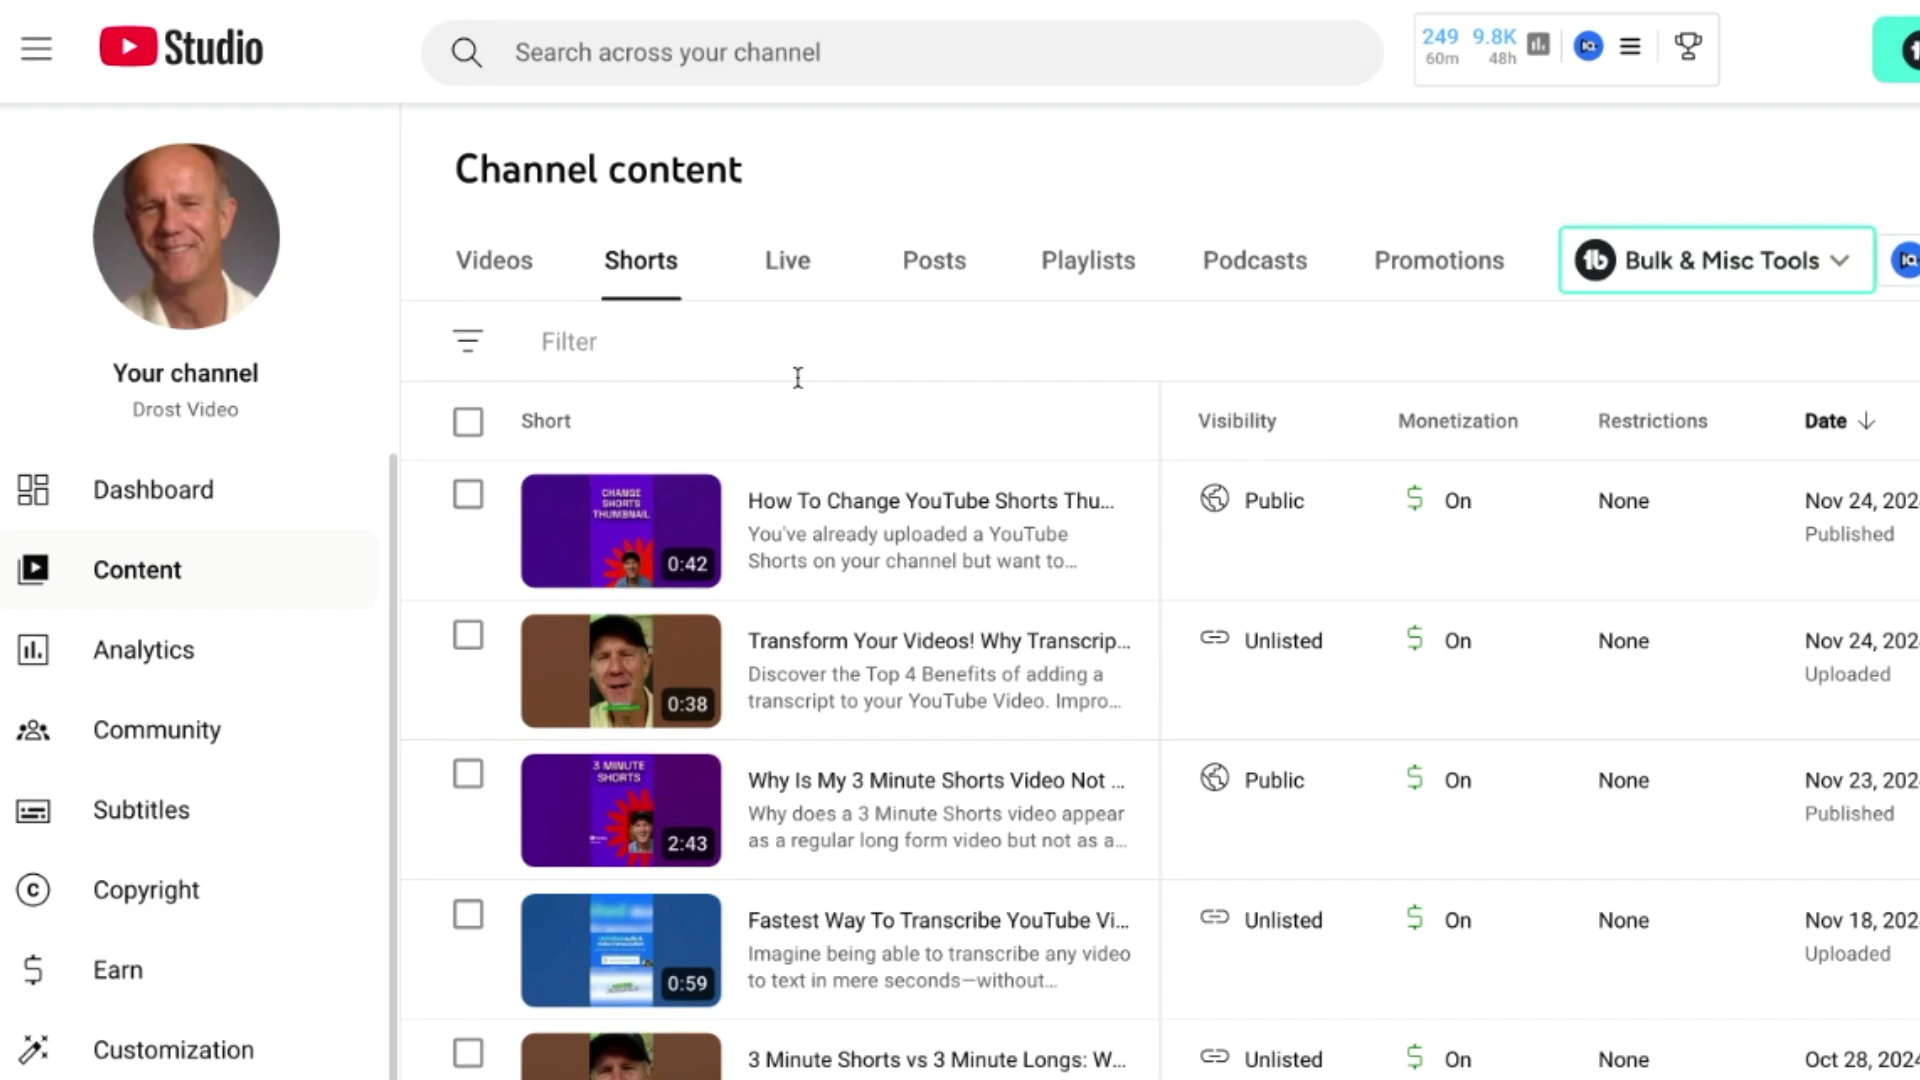 Studio
Search across your channel
249 9.8K
60m 48h
Your channel
Drost Video
Dashboard
Content
Analytics
Community
Subtitles
Copyright
Earn
Customization
Channel content
Videos Shorts Live Posts Playlists Podcasts Promotions Bulk & Misc Tools
Filter
Short Visibility Monetization Restrictions Date
CHANGE
SHORTS
THUMBNAIL
0:42
How To Change YouTube Shorts Thu...
You've already uploaded a YouTube
Shorts on your channel but want to...
Public On None Nov 24, 202
Published
0:38
Transform Your Videos! Why Transcrip...
Discover the Top 4 Benefits of adding a
transcript to your YouTube Video. Impro...
Unlisted On None Nov 24, 202
Uploaded
3 MINUTE
SHORTS
2:43
Why Is My 3 Minute Shorts Video Not ...
Why does a 3 Minute Shorts video appear
as a regular long form video but not as a...
Public On None Nov 23, 202
Published
0:59
Fastest Way To Transcribe YouTube Vi...
Imagine being able to transcribe any video
to text in mere seconds—without...
Unlisted On None Nov 18, 202
Uploaded
3 Minute Shorts vs 3 Minute Longs: W...
Unlisted On None Oct 28, 2024